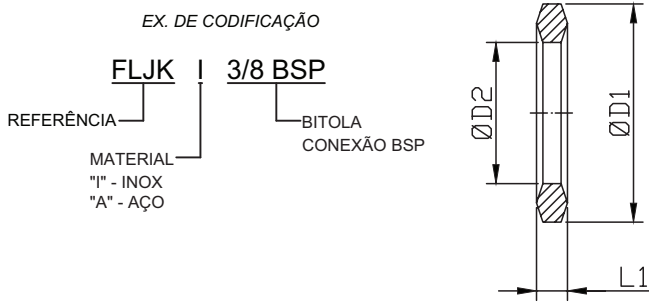 EX. DE CODIFICAÇÃO
FLJK I 3/8 BSP
REFERÊNCIA
BITOLA
CONEXÃO BSP
MATERIAL
"I" - INOX
"A" - AÇO
ØD2
ØD1
L1